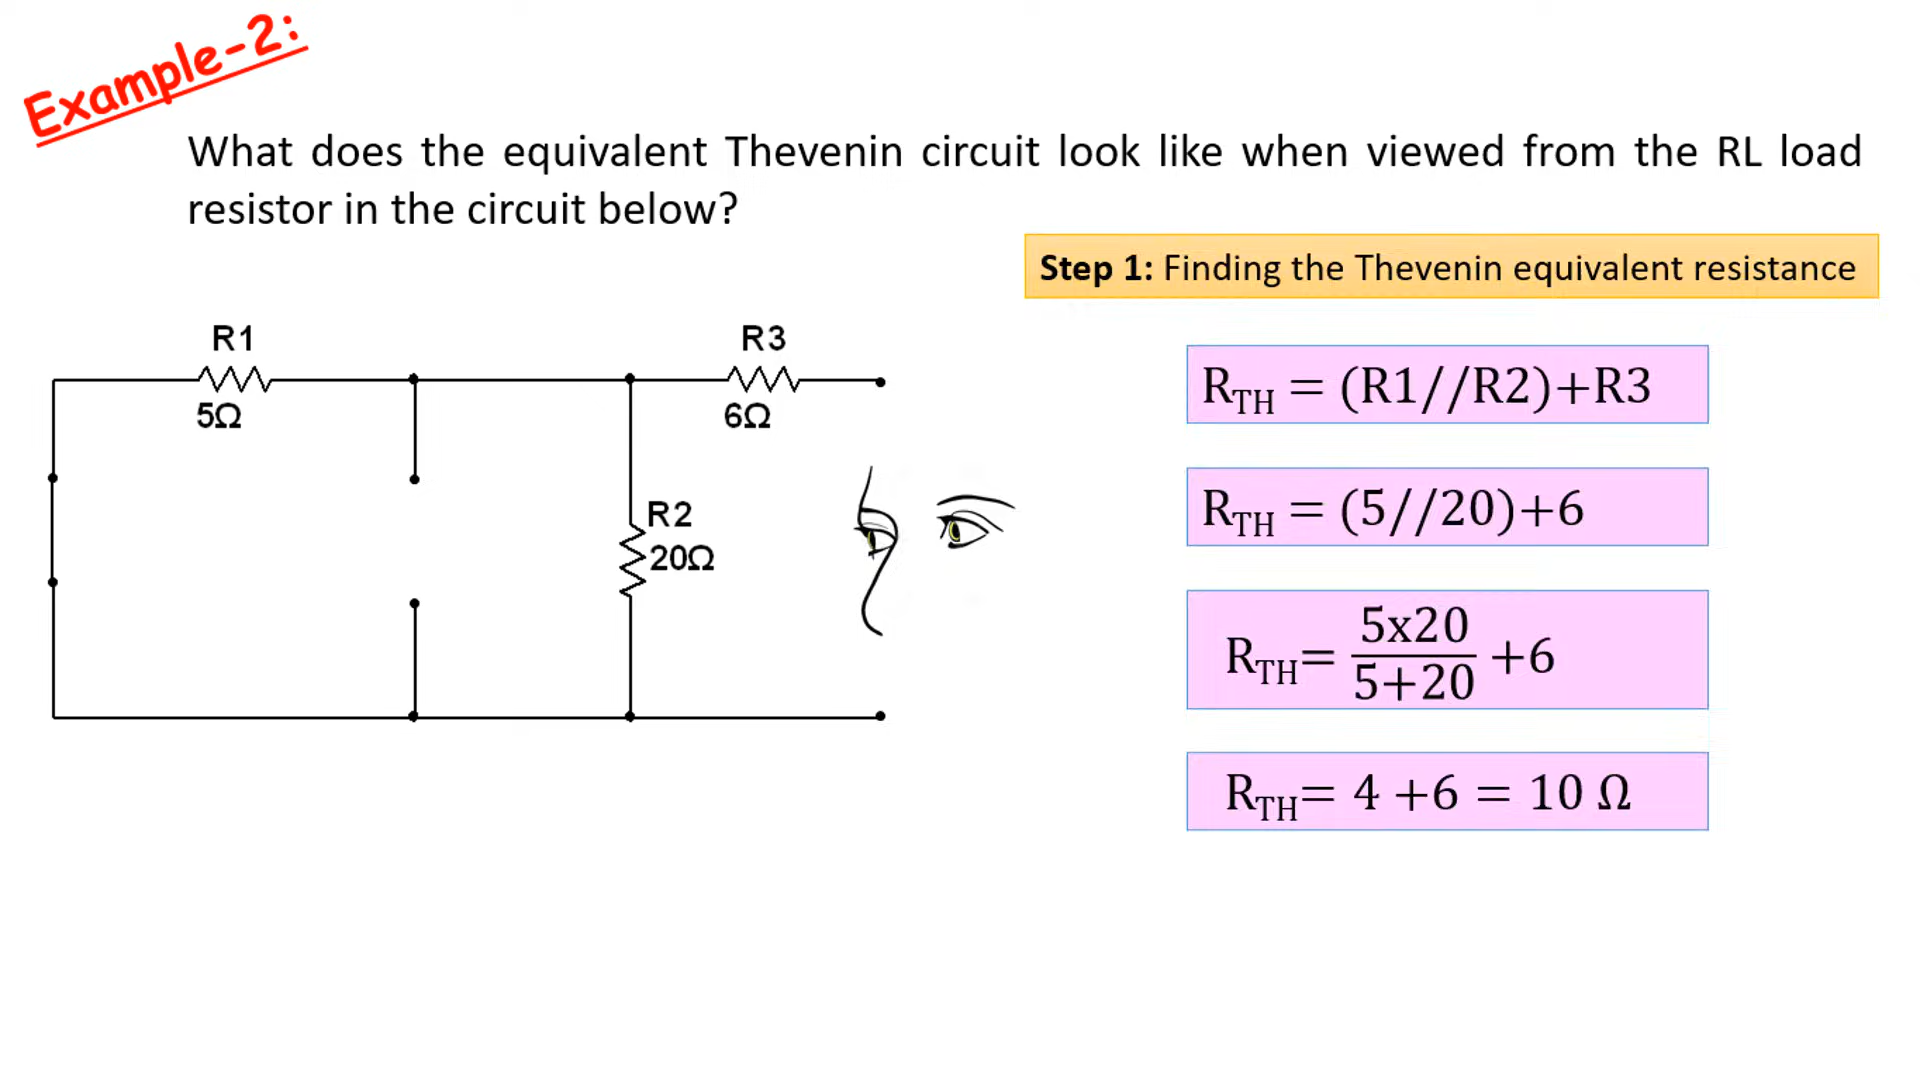 Example-2:
What does the equivalent Thevenin circuit look like when viewed from the RL load
resistor in the circuit below?
Step 1: Finding the Thevenin equivalent resistance
R1
5Ω
R3
6Ω
R2
20Ω
R_TH = (R1//R2)+R3
R_TH = (5//20)+6
R_TH= 5x20/5+20 +6
R_TH= 4 +6 = 10 Ω